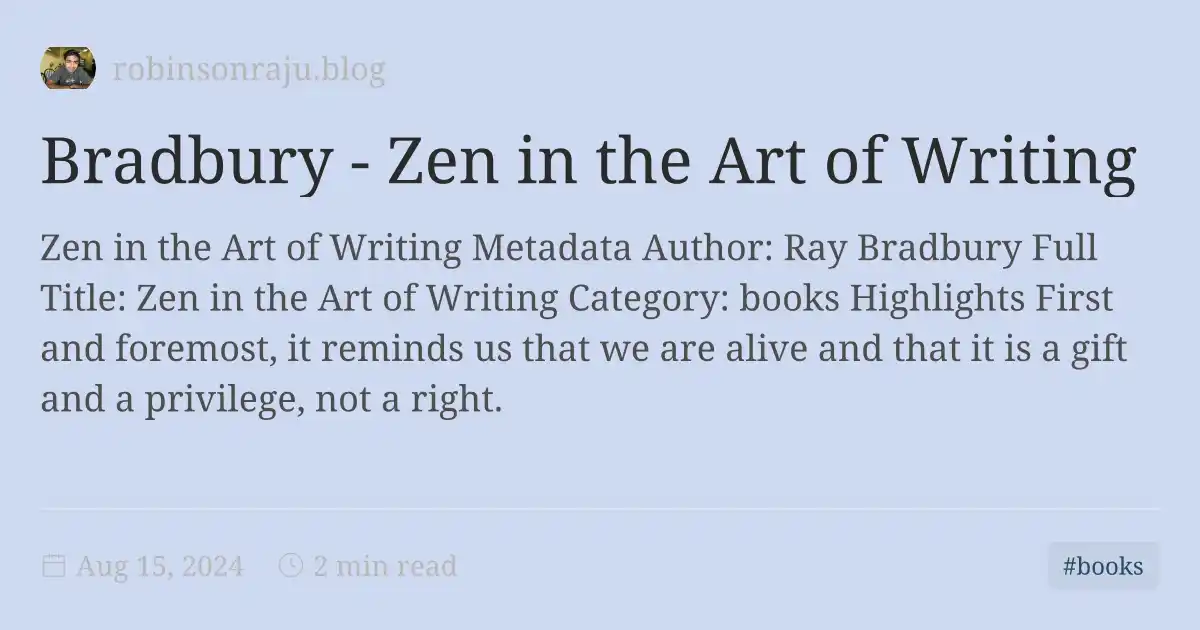 robinsonraju.blog
Bradbury - Zen in the Art of Writing
Zen in the Art of Writing Metadata Author: Ray Bradbury Full
Title: Zen in the Art of Writing Category: books Highlights First
and foremost, it reminds us that we are alive and that it is a gift
and a privilege, not a right.
Aug 15, 2024 2 min read #books